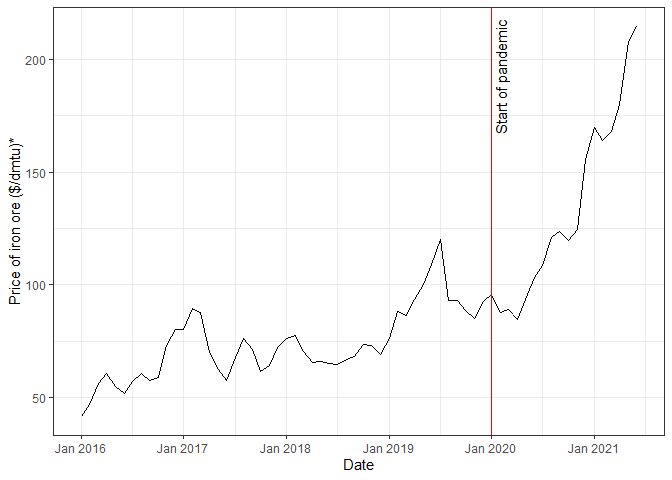 Start of pandemic
Price of iron ore ($/dmtu)*
200
150
100
50
Jan 2016
Jan 2017
Jan 2018
Jan 2019
Jan 2020
Jan 2021
Date